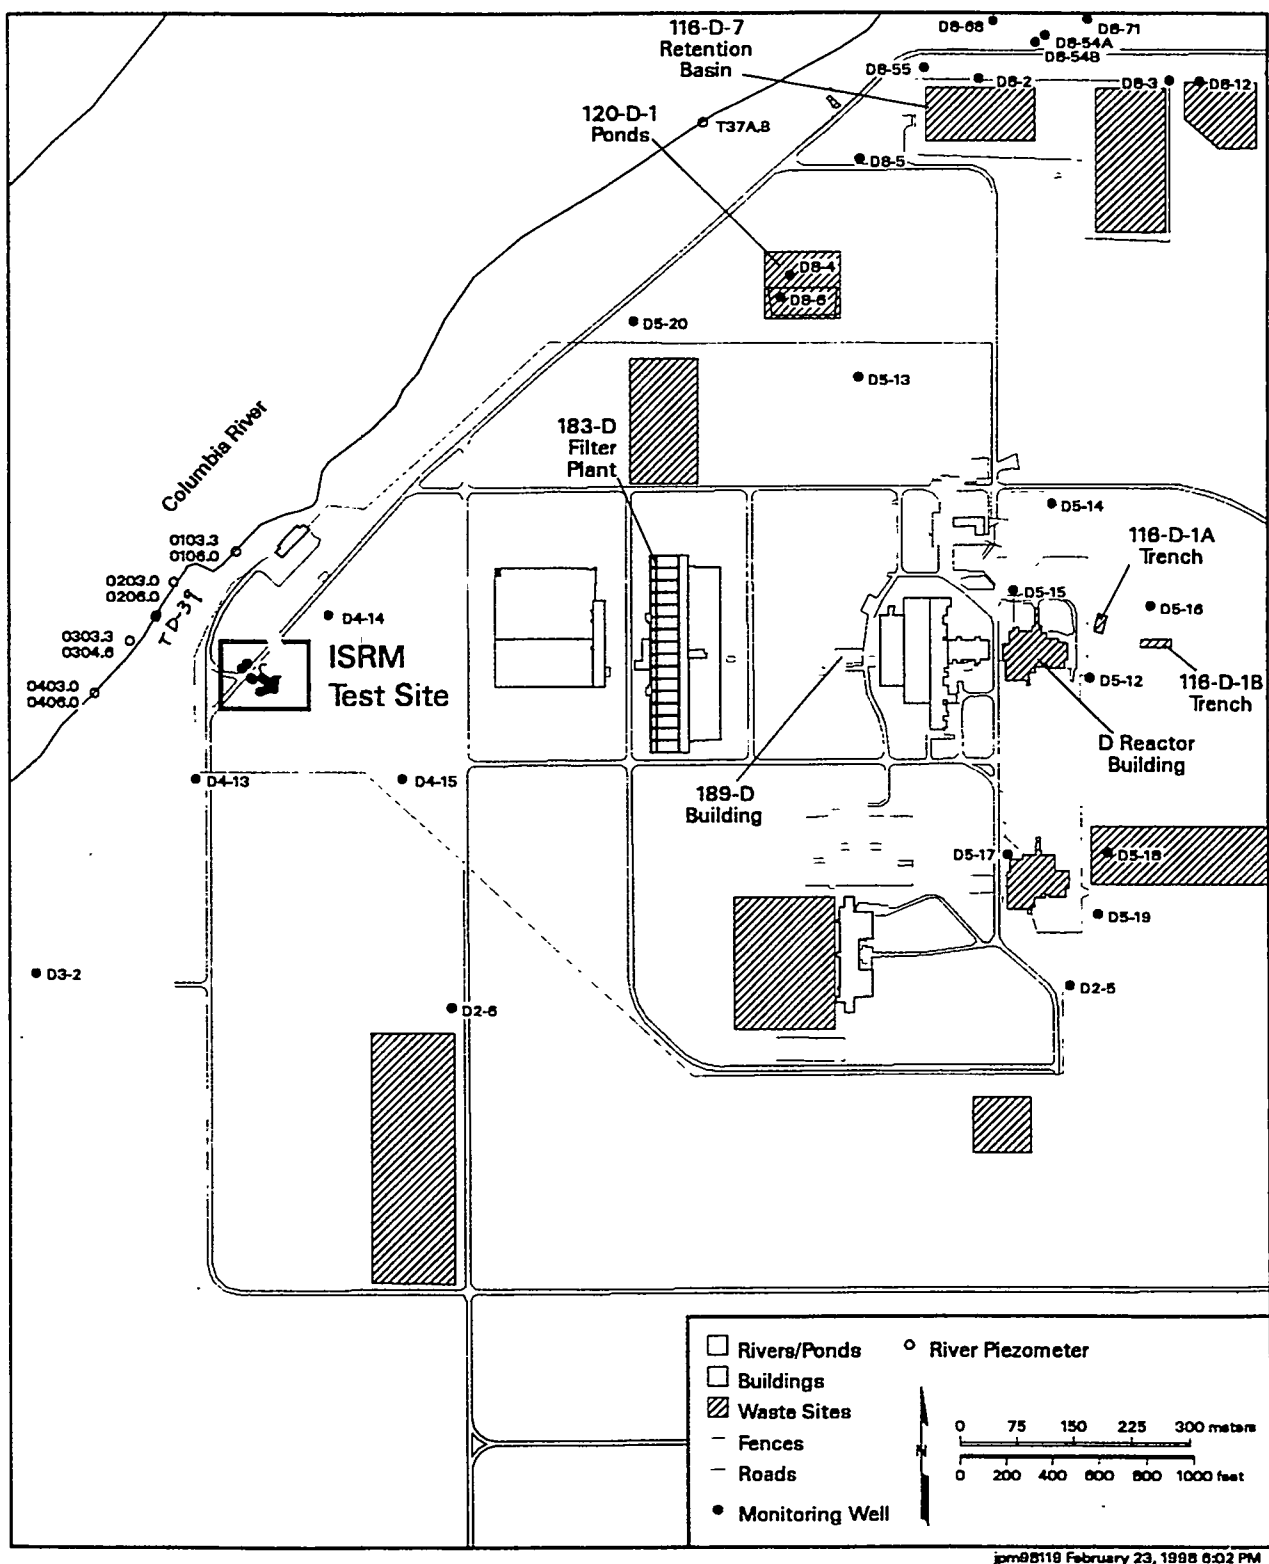 116-D-7
Retention
Basin
D8-68
D8-71
D8-54A
D8-54B
D8-55
D8-2
D8-3
D8-12
120-D-1
Ponds
T37A,B
D8-5
D8-4
D8-6
D5-20
D5-13
Columbia River
183-D
Filter
Plant
D5-14
0103.3
0106.0
116-D-1A
Trench
0203.0
0206.0
TD-39
D4-14
D5-15
D5-16
0303.3
0304.6
ISRM
Test Site
0403.0
0406.0
D5-12
116-D-1B
Trench
D Reactor
Building
D4-13
D4-15
189-D
Building
D5-17
D5-18
D5-19
D3-2
D2-5
D2-6
Rivers/Ponds
River Piezometer
Buildings
Waste Sites
Fences
Roads
Monitoring Well
N
0 75 150 225 300 meters
0 200 400 600 800 1000 feet
jpm98119 February 23, 1998 6:02 PM